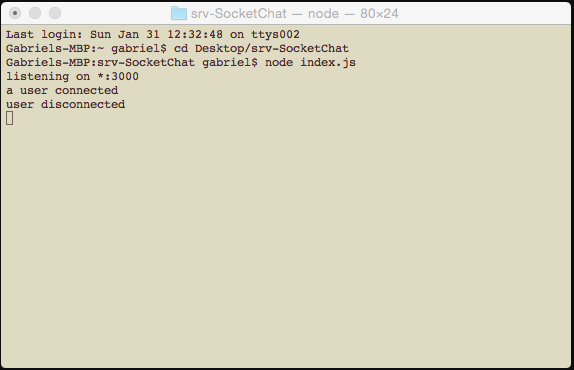 srv-SocketChat — node — 80×24
Last login: Sun Jan 31 12:32:48 on ttys002
Gabriels-MBP:~ gabriel$ cd Desktop/srv-SocketChat
Gabriels-MBP:srv-SocketChat gabriel$ node index.js
listening on *:3000
a user connected
user disconnected